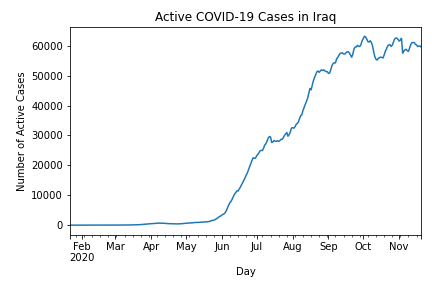 Active COVID-19 Cases in Iraq
Number of Active Cases
60000
50000
40000
30000
20000
10000
0
Feb Mar Apr May Jun Jul Aug Sep Oct Nov
2020
Day